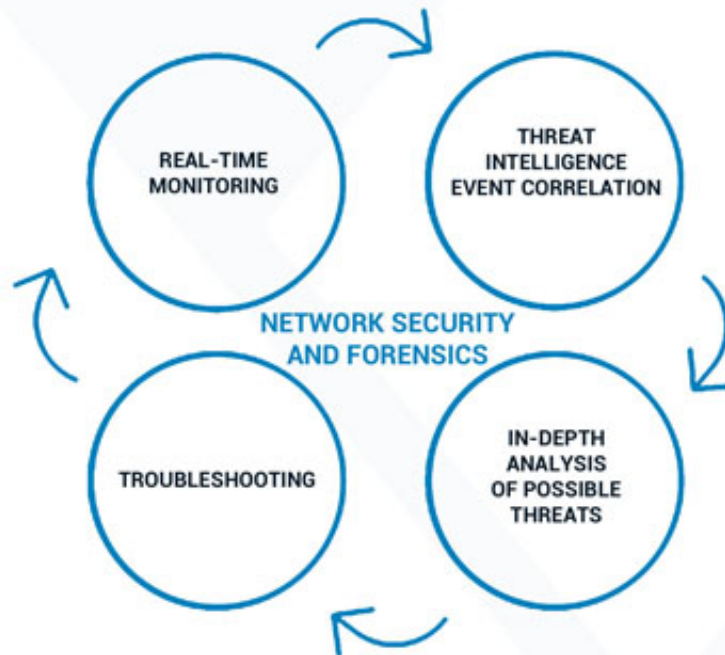 REAL-TIME
MONITORING
THREAT
INTELLIGENCE
EVENT CORRELATION
NETWORK SECURITY
AND FORENSICS
TROUBLESHOOTING
IN-DEPTH
ANALYSIS
OF POSSIBLE
THREATS